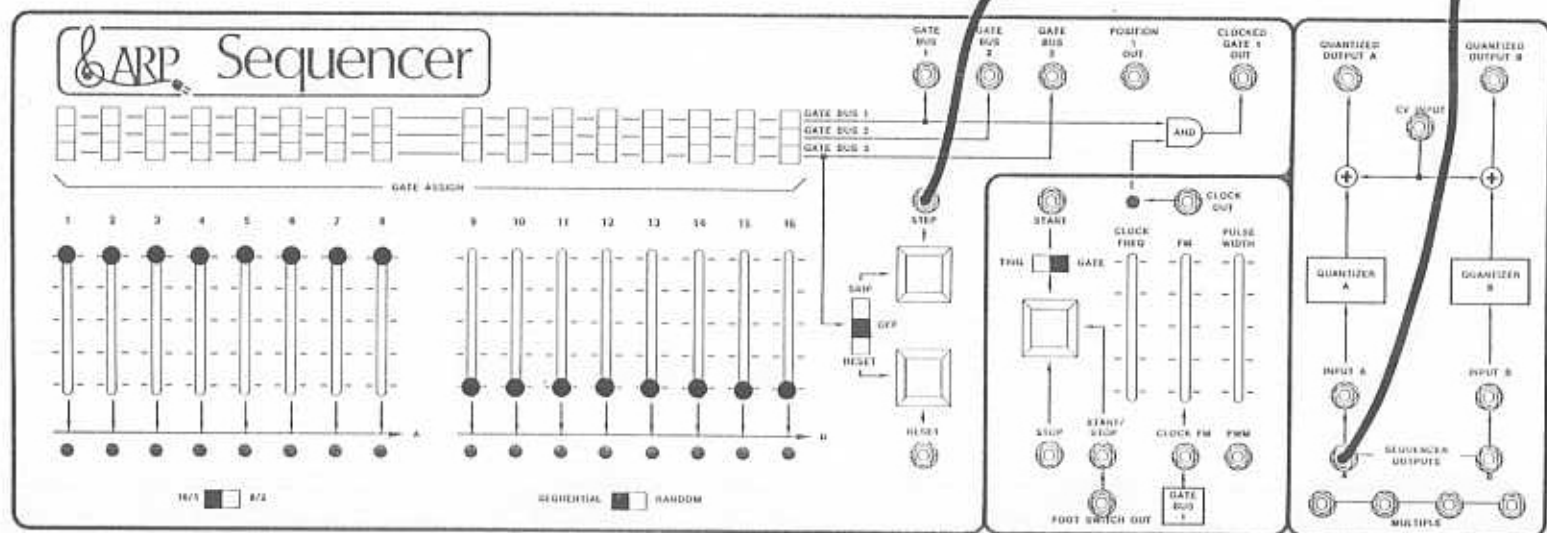 ARP Sequencer
GATE BUS 1
GATE BUS 2
GATE BUS 3
POSITION 1 OUT
CLOCKED GATE 1 OUT
QUANTIZED OUTPUT A
QUANTIZED OUTPUT B
GATE BUS 1
GATE BUS 2
GATE BUS 3
AND
CV INPUT
GATE ASSIGN
1 2 3 4 5 6 7 8 9 10 11 12 13 14 15 16
STEP
START
CLOCK OUT
CLOCK FREQ
FM
PULSE WIDTH
TRIG
GATE
QUANTIZER A
QUANTIZER B
SKIP
OFF
RESET
INPUT A
INPUT B
A
B
RESET
STOP
START/STOP
CLOCK FM
PWM
SEQUENCER OUTPUTS
A
B
16/1
8/2
SEQUENTIAL
RANDOM
FOOT SWITCH OUT
GATE BUS 1
MULTIPLE